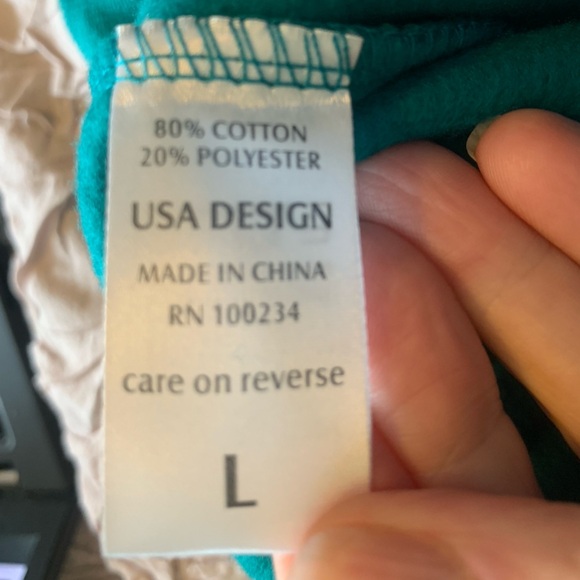 80% COTTON
20% POLYESTER
USA DESIGN
MADE IN CHINA
RN 100234
care on reverse
L